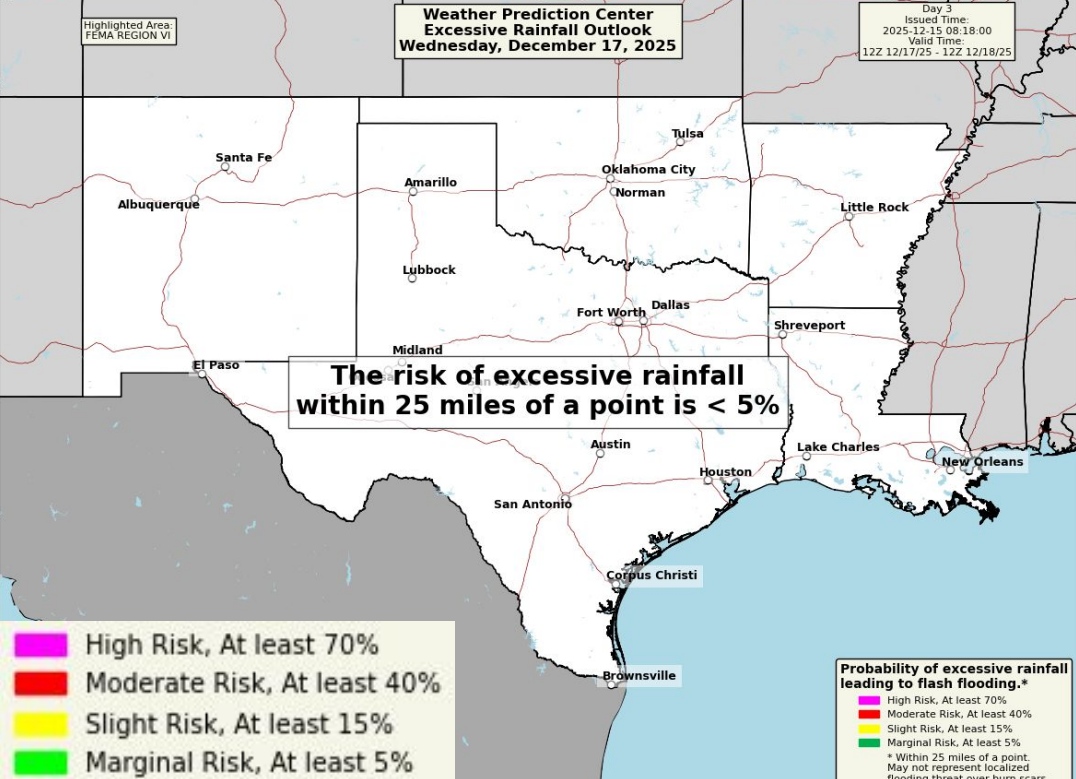 Highlighted Area:
FEMA REGION VI
Weather Prediction Center
Excessive Rainfall Outlook
Wednesday, December 17, 2025
Day 3
Issued Time:
2025-12-15 08:18:00
Valid Time:
12Z 12/17/25 - 12Z 12/18/25
Tulsa
Santa Fe
Oklahoma City
Amarillo
Norman
Albuquerque
Little Rock
Lubbock
Dallas
Fort Worth
Shreveport
Midland
El Paso
The risk of excessive rainfall
within 25 miles of a point is < 5%
Austin
Lake Charles
New Orleans
Houston
San Antonio
Corpus Christi
Brownsville
High Risk, At least 70%
Moderate Risk, At least 40%
Slight Risk, At least 15%
Marginal Risk, At least 5%
Probability of excessive rainfall
leading to flash flooding.*
High Risk, At least 70%
Moderate Risk, At least 40%
Slight Risk, At least 15%
Marginal Risk, At least 5%
* Within 25 miles of a point.
May not represent localized
flooding threat over burn scars